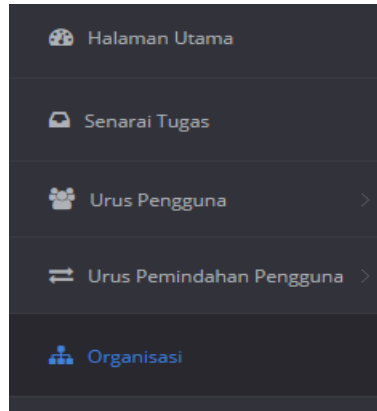 Halaman Utama
Senarai Tugas
Urus Pengguna
Urus Pemindahan Pengguna
Organisasi